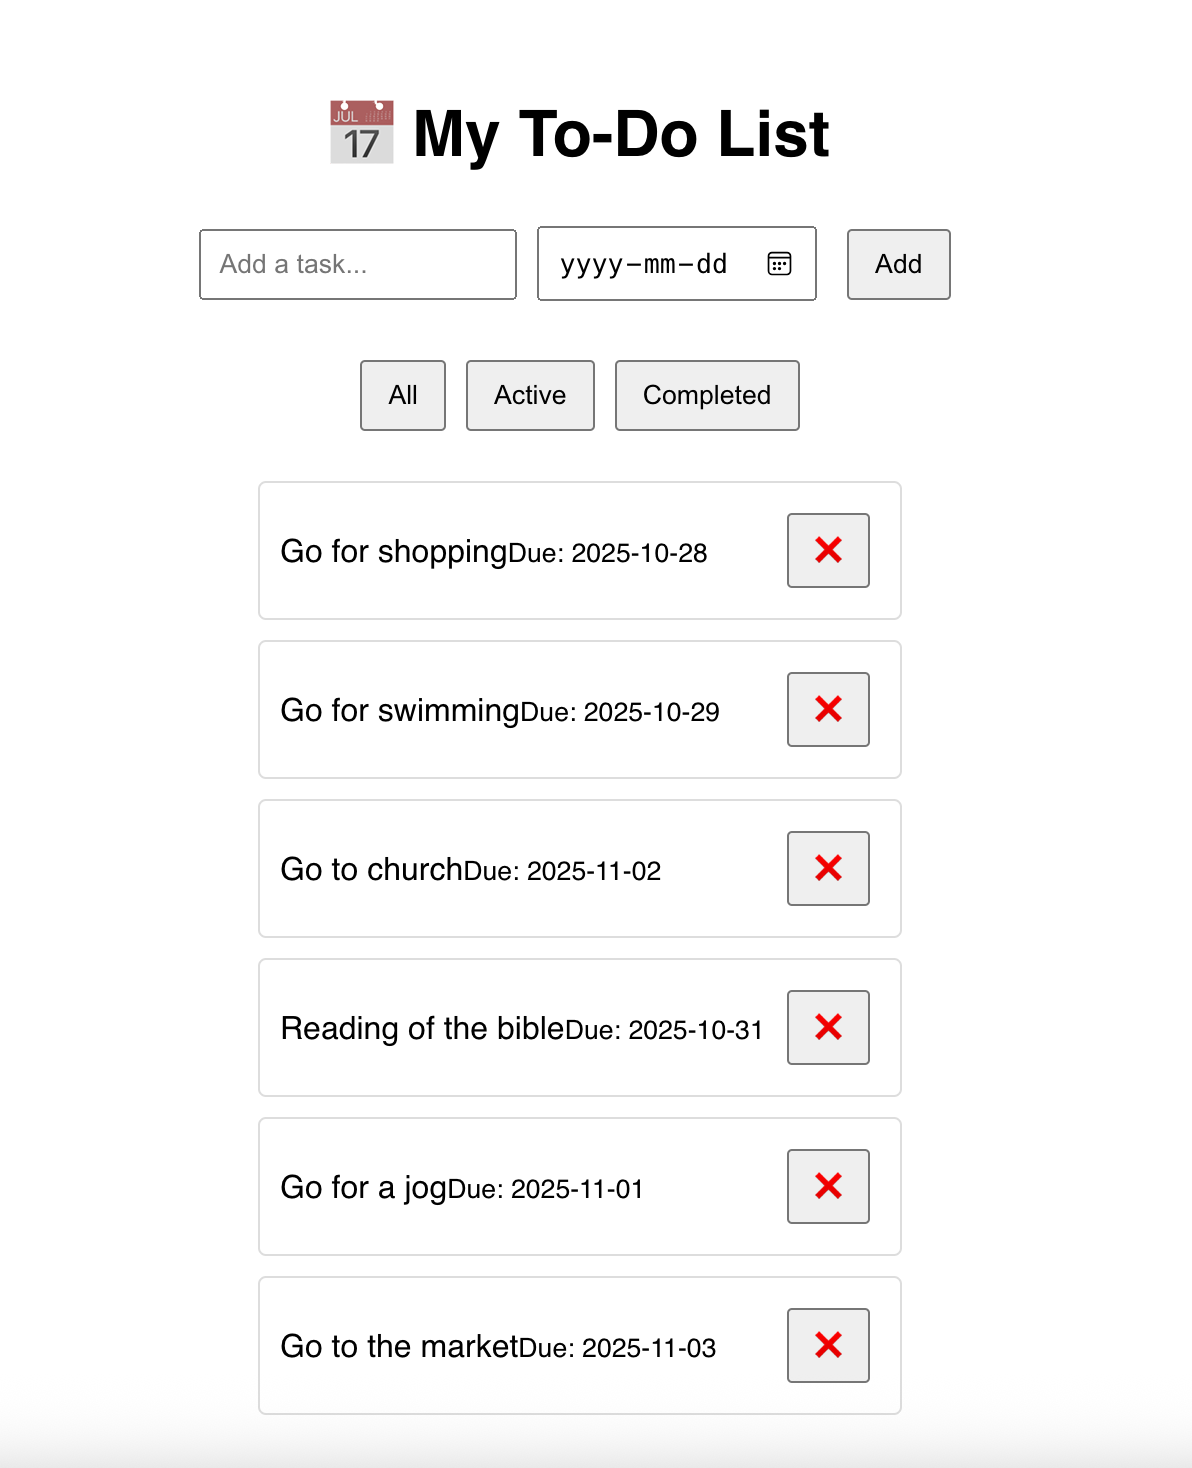 JUL
17
My To-Do List
Add a task...
yyyy-mm-dd
Add
All
Active
Completed
Go for shoppingDue: 2025-10-28
Go for swimmingDue: 2025-10-29
Go to churchDue: 2025-11-02
Reading of the bibleDue: 2025-10-31
Go for a jogDue: 2025-11-01
Go to the marketDue: 2025-11-03